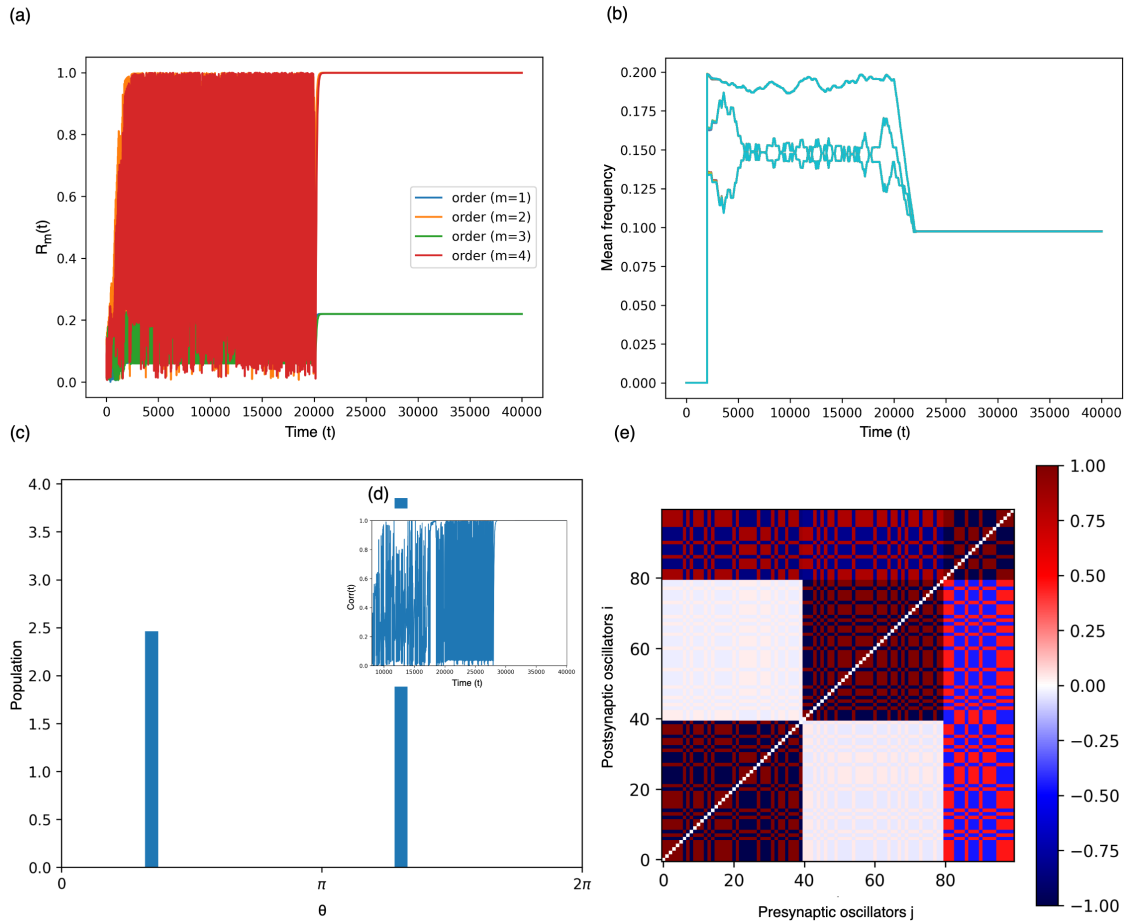 (a)
1.0
0.8
0.6
0.4
0.2
0.0
R_m(t)
order (m=1)
order (m=2)
order (m=3)
order (m=4)
0 5000 10000 15000 20000 25000 30000 35000 40000
Time (t)
(b)
0.200
0.175
0.150
0.125
0.100
0.075
0.050
0.025
0.000
Mean frequency
0 5000 10000 15000 20000 25000 30000 35000 40000
Time (t)
(c)
4.0
3.5
3.0
2.5
2.0
1.5
1.0
0.5
0.0
Population
0 π 2π
θ
(d)
1.0
0.8
0.6
0.4
0.2
0.0
Corr(t)
10000 15000 20000 25000 30000 35000 40000
Time (t)
(e)
80
60
40
20
0
Postsynaptic oscillators i
0 20 40 60 80
Presynaptic oscillators j
1.00
0.75
0.50
0.25
0.00
−0.25
−0.50
−0.75
−1.00